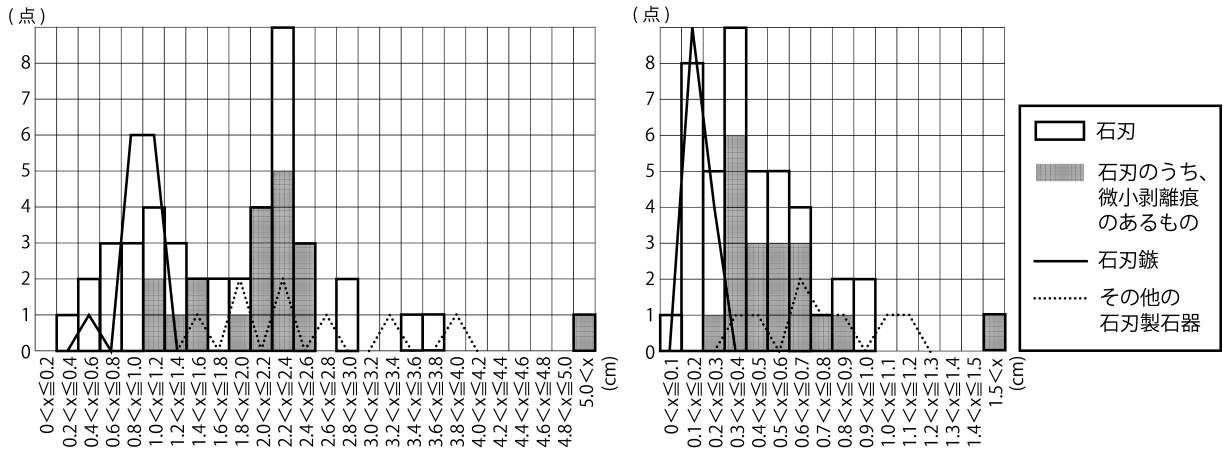 (点)
8
7
6
5
4
3
2
1
0
0<x≦0.2
0.2<x≦0.4
0.4<x≦0.6
0.6<x≦0.8
0.8<x≦1.0
1.0<x≦1.2
1.2<x≦1.4
1.4<x≦1.6
1.6<x≦1.8
1.8<x≦2.0
2.0<x≦2.2
2.2<x≦2.4
2.4<x≦2.6
2.6<x≦2.8
2.8<x≦3.0
3.0<x≦3.2
3.2<x≦3.4
3.4<x≦3.6
3.6<x≦3.8
3.8<x≦4.0
4.0<x≦4.2
4.2<x≦4.4
4.4<x≦4.6
4.6<x≦4.8
4.8<x≦5.0
5.0<x
(cm)
(点)
8
7
6
5
4
3
2
1
0
0<x≦0.1
0.1<x≦0.2
0.2<x≦0.3
0.3<x≦0.4
0.4<x≦0.5
0.5<x≦0.6
0.6<x≦0.7
0.7<x≦0.8
0.8<x≦0.9
0.9<x≦1.0
1.0<x≦1.1
1.1<x≦1.2
1.2<x≦1.3
1.3<x≦1.4
1.4<x≦1.5
1.5<x
(cm)
石刃
石刃のうち、
微小剥離痕
のあるもの
石刃鏃
その他の
石刃製石器